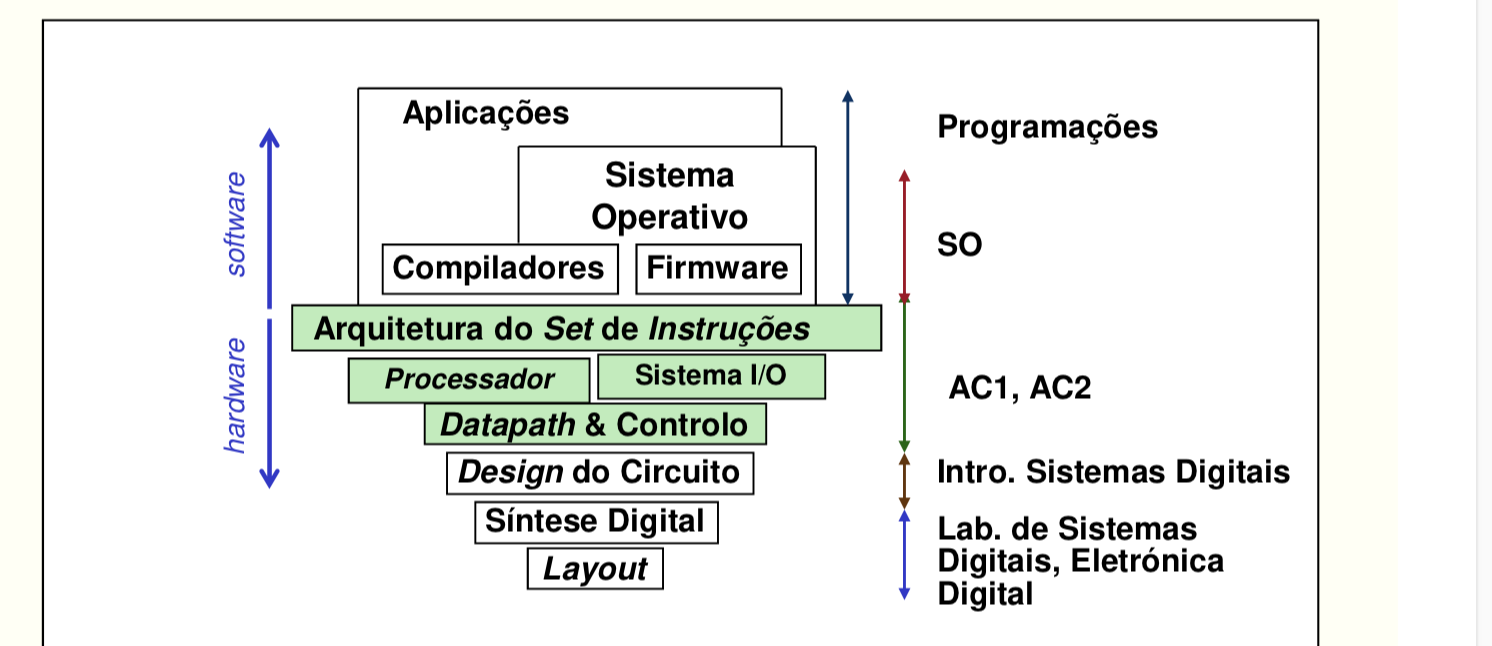 Aplicações
Programações
Sistema
Operativo
software
SO
Compiladores
Firmware
Arquitetura do Set de Instruções
Processador
Sistema I/O
hardware
AC1, AC2
Datapath & Controlo
Design do Circuito
Intro. Sistemas Digitais
Síntese Digital
Lab. de Sistemas
Digitais, Eletrónica
Digital
Layout